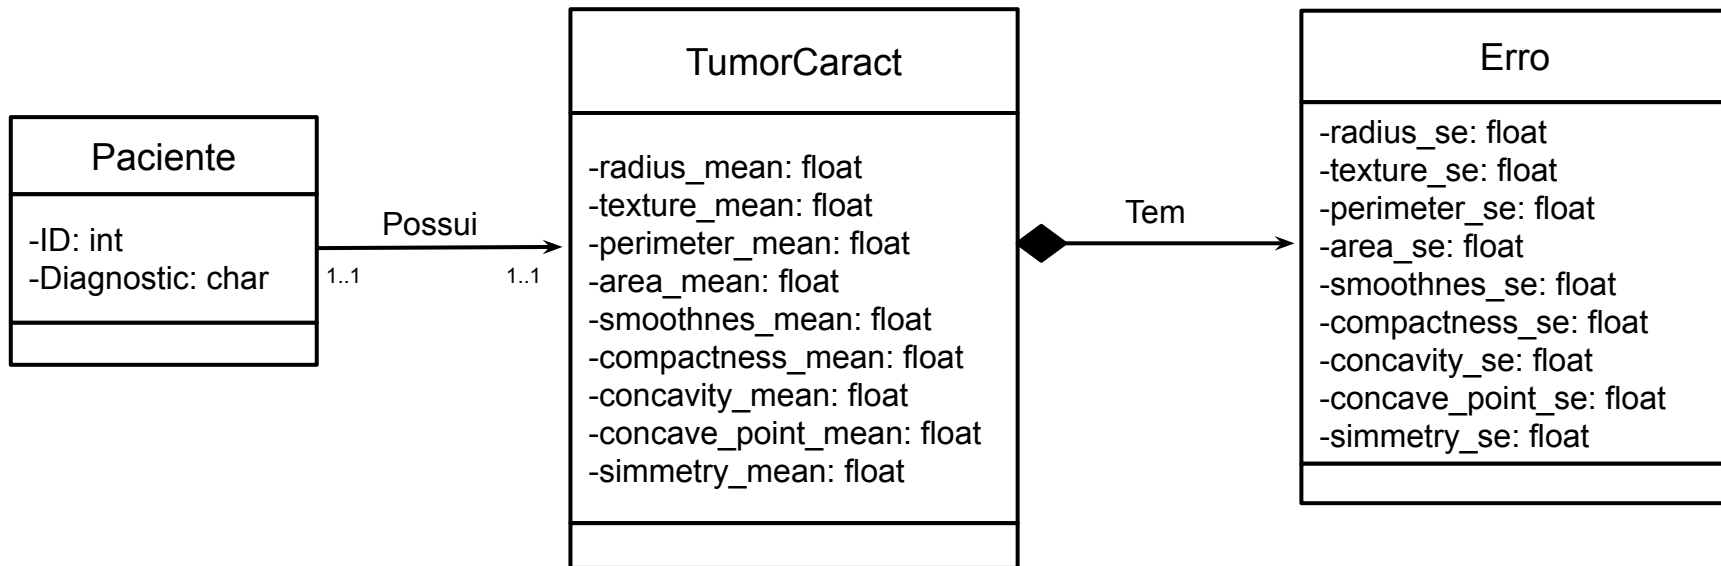 Paciente
-ID: int
-Diagnostic: char
Possui
1..1
1..1
TumorCaract
-radius_mean: float
-texture_mean: float
-perimeter_mean: float
-area_mean: float
-smoothnes_mean: float
-compactness_mean: float
-concavity_mean: float
-concave_point_mean: float
-simmetry_mean: float
Tem
Erro
-radius_se: float
-texture_se: float
-perimeter_se: float
-area_se: float
-smoothnes_se: float
-compactness_se: float
-concavity_se: float
-concave_point_se: float
-simmetry_se: float